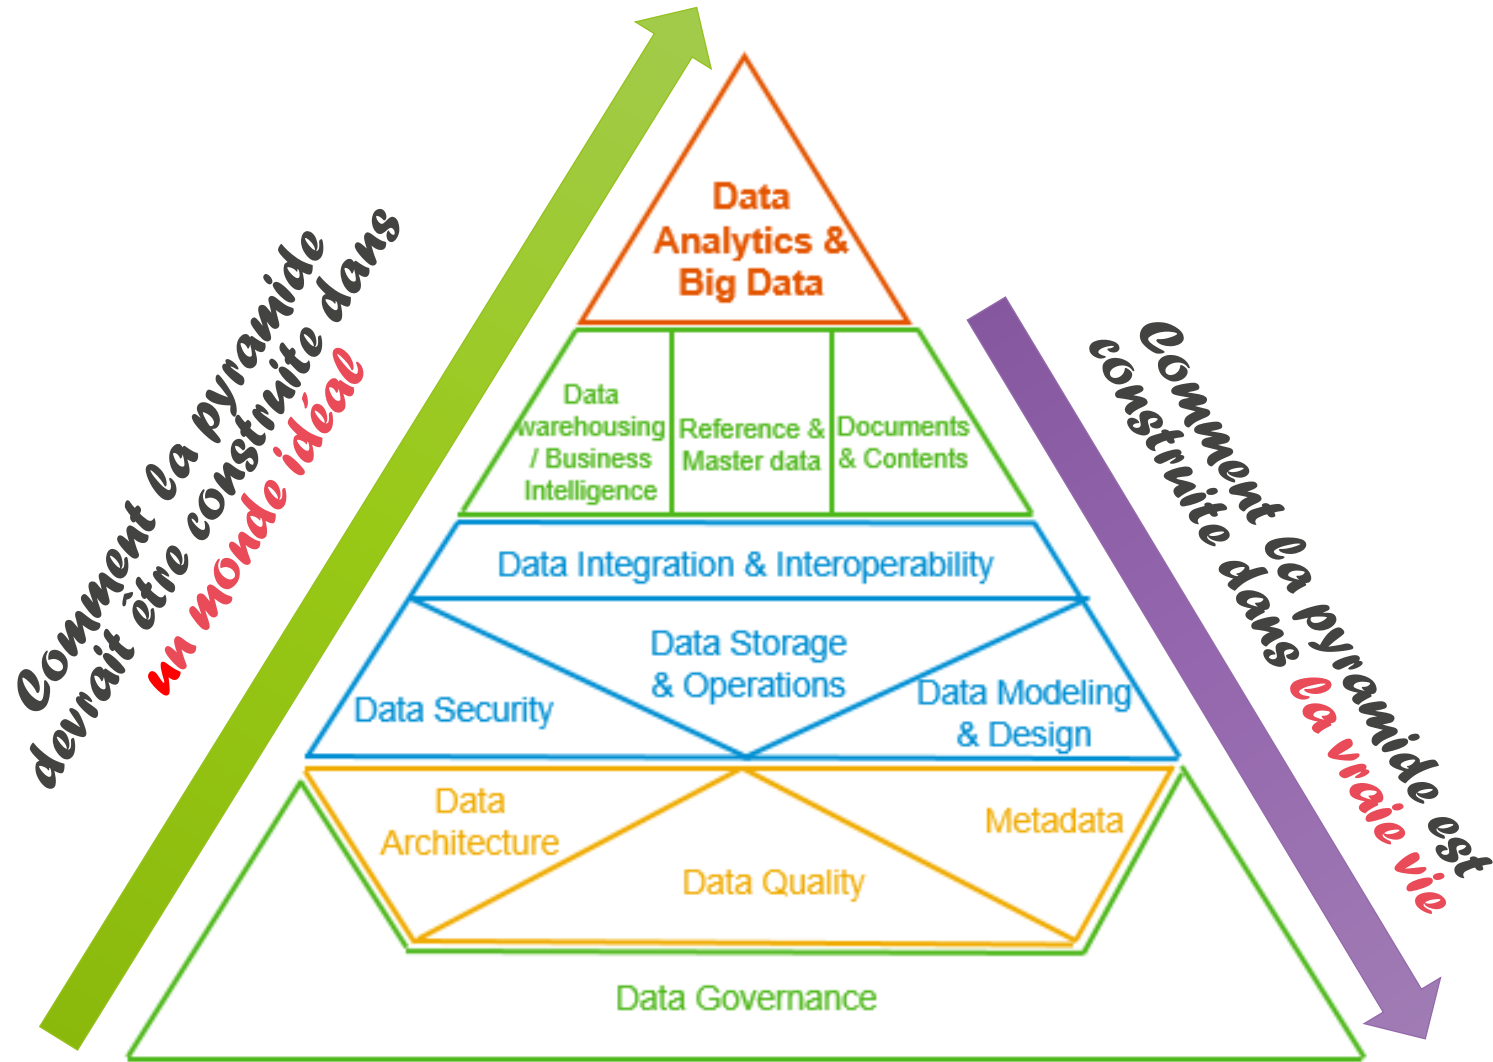 Comment la pyramide
devrait être construite dans
un monde idéal
Data
Analytics &
Big Data
Data
warehousing
/ Business
Intelligence
Reference &
Master data
Documents
& Contents
Data Integration & Interoperability
Data Storage
& Operations
Data Security
Data Modeling
& Design
Data
Architecture
Metadata
Data Quality
Data Governance
Comment la pyramide est
construite dans la vraie vie